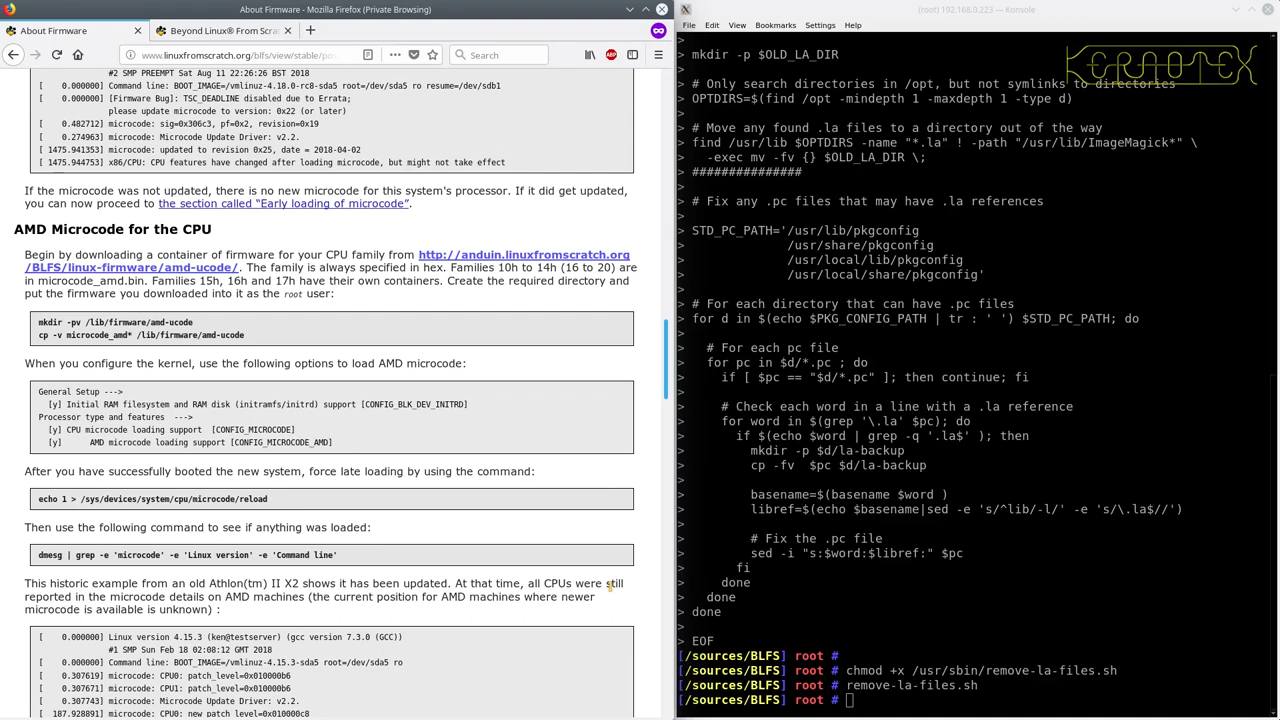 About Firmware - Mozilla Firefox (Private Browsing)
About Firmware
Beyond Linux® From Scra
www.linuxfromscratch.org/blfs/view/stable/po
Search
#2 SMP PREEMPT Sat Aug 11 22:26:26 BST 2018
[    0.000000] Command line: BOOT_IMAGE=/vmlinuz-4.18.0-rc8-sda5 root=/dev/sda5 ro resume=/dev/sdb1
[    0.000000] [Firmware Bug]: TSC_DEADLINE disabled due to Errata;
please update microcode to version: 0x22 (or later)
[    0.482712] microcode: sig=0x306c3, pf=0x2, revision=0x19
[    0.274963] microcode: Microcode Update Driver: v2.2.
[ 1475.941353] microcode: updated to revision 0x25, date = 2018-04-02
[ 1475.944753] x86/CPU: CPU features have changed after loading microcode, but might not take effect
If the microcode was not updated, there is no new microcode for this system's processor. If it did get updated,
you can now proceed to the section called “Early loading of microcode”.
AMD Microcode for the CPU
Begin by downloading a container of firmware for your CPU family from http://anduin.linuxfromscratch.org
/BLFS/linux-firmware/amd-ucode/. The family is always specified in hex. Families 10h to 14h (16 to 20) are
in microcode_amd.bin. Families 15h, 16h and 17h have their own containers. Create the required directory and
put the firmware you downloaded into it as the root user:
mkdir -pv /lib/firmware/amd-ucode
cp -v microcode_amd* /lib/firmware/amd-ucode
When you configure the kernel, use the following options to load AMD microcode:
General Setup --->
[y] Initial RAM filesystem and RAM disk (initramfs/initrd) support [CONFIG_BLK_DEV_INITRD]
Processor type and features  --->
[y] CPU microcode loading support  [CONFIG_MICROCODE]
[y]      AMD microcode loading support [CONFIG_MICROCODE_AMD]
After you have successfully booted the new system, force late loading by using the command:
echo 1 > /sys/devices/system/cpu/microcode/reload
Then use the following command to see if anything was loaded:
dmesg | grep -e 'microcode' -e 'Linux version' -e 'Command line'
This historic example from an old Athlon(tm) II X2 shows it has been updated. At that time, all CPUs were still
reported in the microcode details on AMD machines (the current position for AMD machines where newer
microcode is available is unknown) :
[    0.000000] Linux version 4.15.3 (ken@testserver) (gcc version 7.3.0 (GCC))
#1 SMP Sun Feb 18 02:08:12 GMT 2018
[    0.000000] Command line: BOOT_IMAGE=/vmlinuz-4.15.3-sda5 root=/dev/sda5 ro
[    0.307619] microcode: CPU0: patch_level=0x010000b6
[    0.307671] microcode: CPU1: patch_level=0x010000b6
[    0.307743] microcode: Microcode Update Driver: v2.2.
[  187.928891] microcode: CPU0: new patch_level=0x010000c8
(root) 192.168.0.223 — Konsole
File Edit View Bookmarks Settings Help
KERNOTEX
>
> mkdir -p $OLD_LA_DIR
>
> # Only search directories in /opt, but not symlinks to directories
> OPTDIRS=$(find /opt -mindepth 1 -maxdepth 1 -type d)
>
> # Move any found .la files to a directory out of the way
> find /usr/lib $OPTDIRS -name "*.la" ! -path "/usr/lib/ImageMagick*" \
>   -exec mv -fv {} $OLD_LA_DIR \;
> ###############
>
> # Fix any .pc files that may have .la references
>
> STD_PC_PATH='/usr/lib/pkgconfig
>              /usr/share/pkgconfig
>              /usr/local/lib/pkgconfig
>              /usr/local/share/pkgconfig'
>
> # For each directory that can have .pc files
> for d in $(echo $PKG_CONFIG_PATH | tr : ' ') $STD_PC_PATH; do
>
>   # For each pc file
>   for pc in $d/*.pc ; do
>     if [ $pc == "$d/*.pc" ]; then continue; fi
>
>     # Check each word in a line with a .la reference
>     for word in $(grep '\.la' $pc); do
>       if $(echo $word | grep -q '.la$' ); then
>         mkdir -p $d/la-backup
>         cp -fv  $pc $d/la-backup
>
>         basename=$(basename $word )
>         libref=$(echo $basename|sed -e 's/^lib/-l/' -e 's/\.la$//')
>
>         # Fix the .pc file
>         sed -i "s:$word:$libref:" $pc
>       fi
>     done
>   done
> done
>
> EOF
[/sources/BLFS] root #
[/sources/BLFS] root # chmod +x /usr/sbin/remove-la-files.sh
[/sources/BLFS] root # remove-la-files.sh
[/sources/BLFS] root #